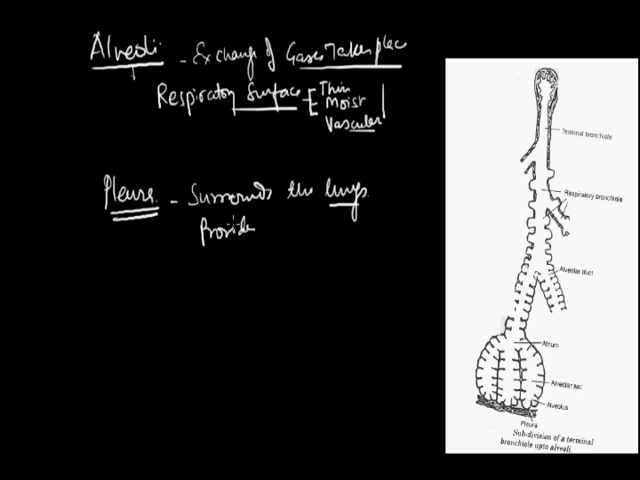 Alveoli - Exchange of Gases Takes place
Respiratory Surface - Thin
Moist
Vascular
Pleura - Surrounds the lungs.
Provide
Terminal bronchiole
Respiratory bronchiole
Alveolar duct
Atrium
Alveolar sac
Alveolus
Pleura
Sub-division of a terminal
bronchiole upto alveoli.